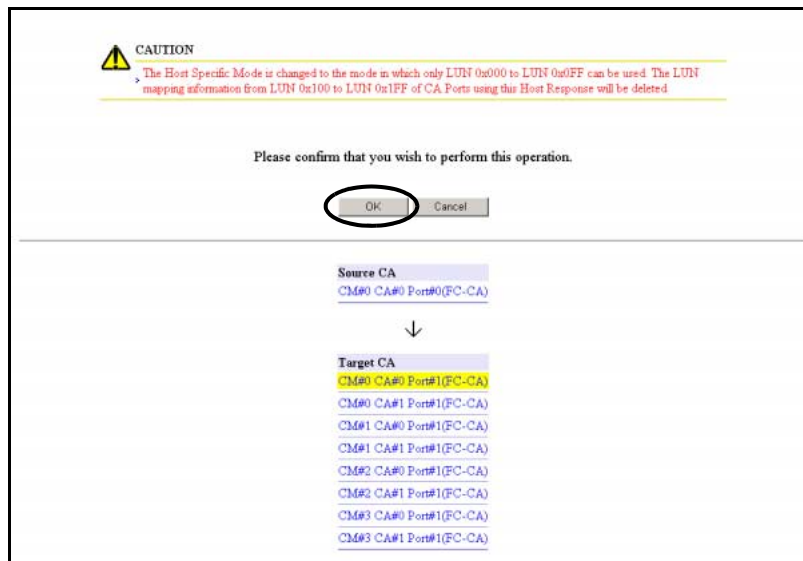 CAUTION
The Host Specific Mode is changed to the mode in which only LUN 0x000 to LUN 0x0FF can be used. The LUN
mapping information from LUN 0x100 to LUN 0x1FF of CA Ports using this Host Response will be deleted
Please confirm that you wish to perform this operation.
OK Cancel
Source CA
CM#0 CA#0 Port#0(FC-CA)
Target CA
CM#0 CA#0 Port#1(FC-CA)
CM#0 CA#1 Port#1(FC-CA)
CM#1 CA#0 Port#1(FC-CA)
CM#1 CA#1 Port#1(FC-CA)
CM#2 CA#0 Port#1(FC-CA)
CM#2 CA#1 Port#1(FC-CA)
CM#3 CA#0 Port#1(FC-CA)
CM#3 CA#1 Port#1(FC-CA)